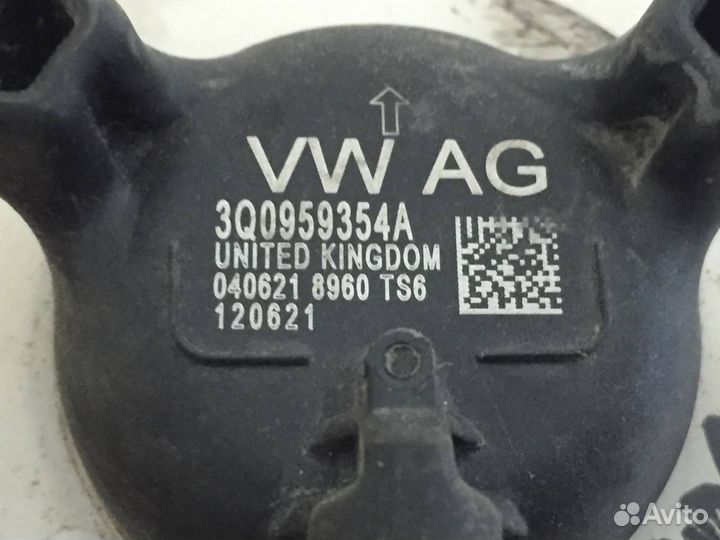 VW AG
3Q0959354A
UNITED KINGDOM
040621 8960 TS6
120621
Avito